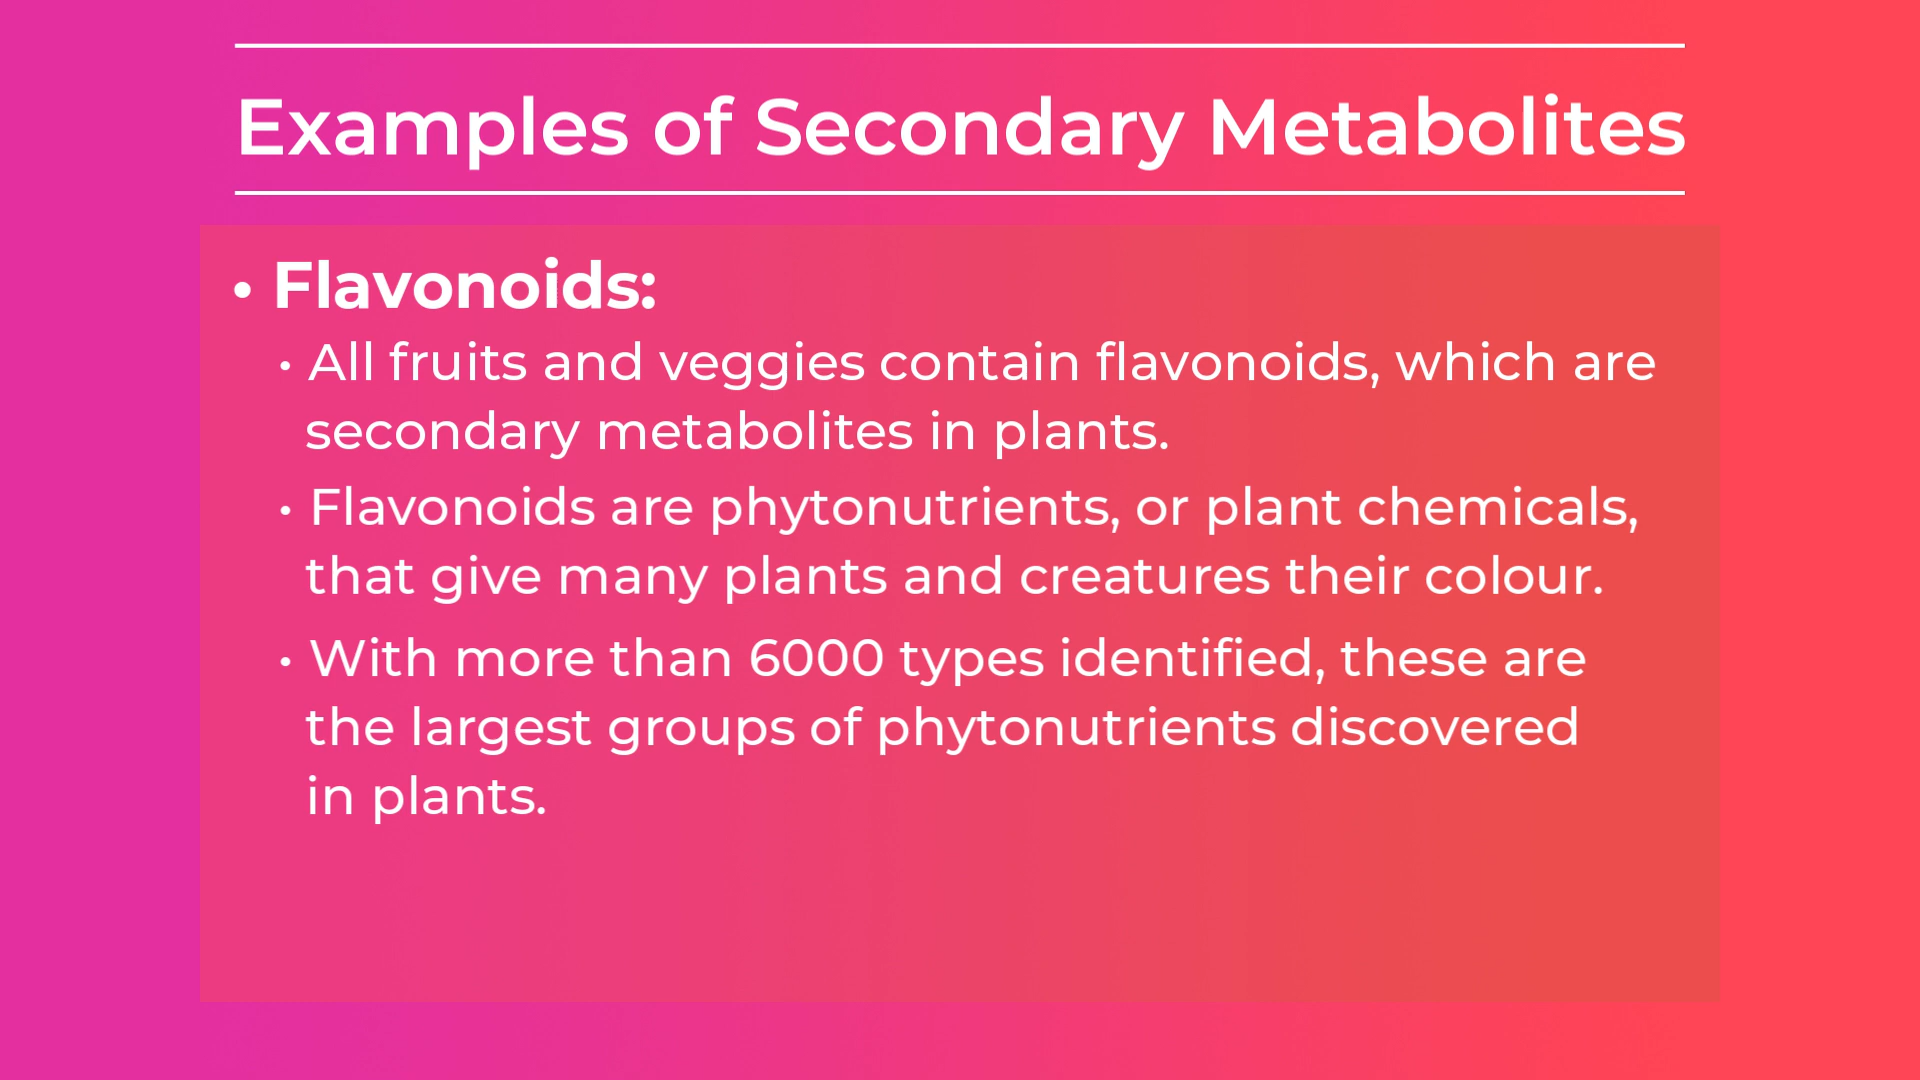 Examples of Secondary Metabolites
• Flavonoids:
• All fruits and veggies contain flavonoids, which are
secondary metabolites in plants.
• Flavonoids are phytonutrients, or plant chemicals,
that give many plants and creatures their colour.
• With more than 6000 types identified, these are
the largest groups of phytonutrients discovered
in plants.